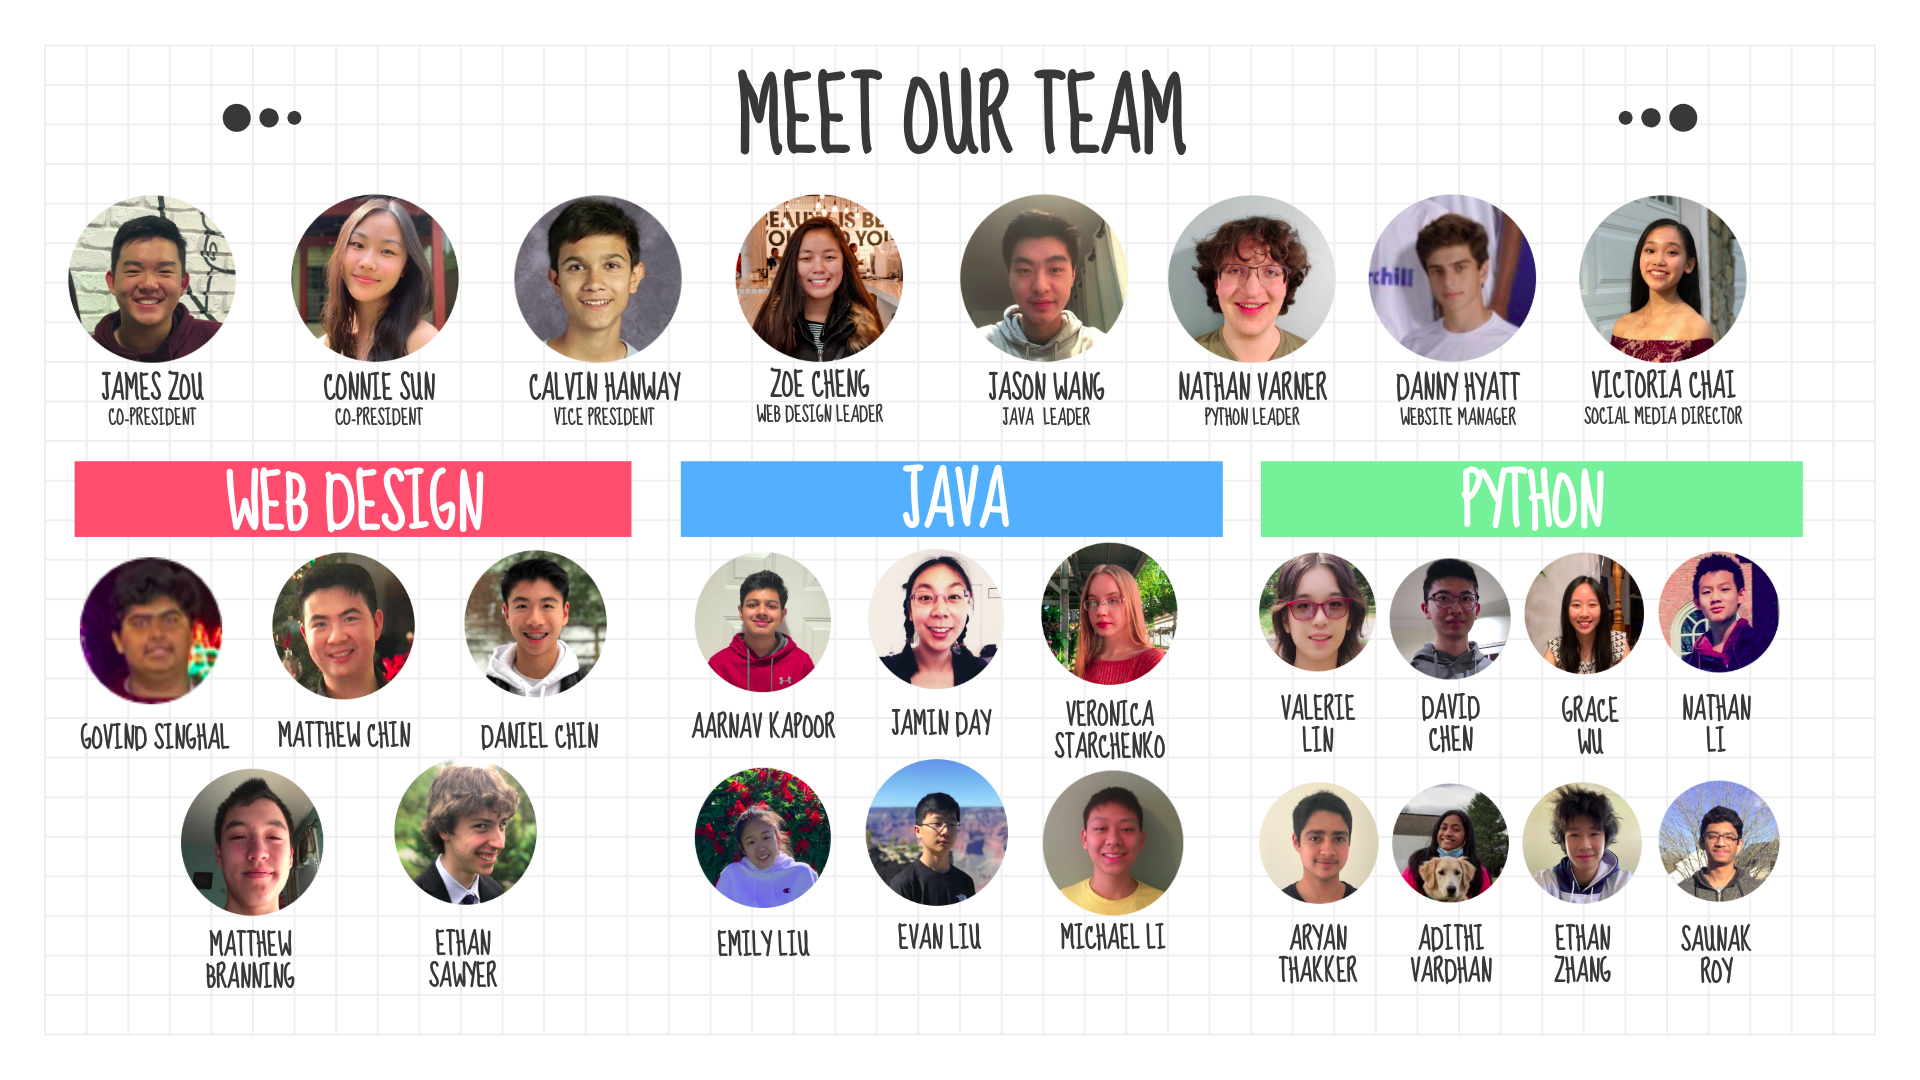 MEET OUR TEAM
JAMES ZOU
CO-PRESIDENT
CONNIE SUN
CO-PRESIDENT
CALVIN HANWAY
VICE PRESIDENT
ZOE CHENG
WEB DESIGN LEADER
JASON WANG
JAVA LEADER
NATHAN VARNER
PYTHON LEADER
DANNY HYATT
WEBSITE MANAGER
VICTORIA CHAI
SOCIAL MEDIA DIRECTOR
WEB DESIGN
GOVIND SINGHAL
MATTHEW CHIN
DANIEL CHIN
MATTHEW
BRANNING
ETHAN
SAWYER
JAVA
AARNAV KAPOOR
JAMIN DAY
VERONICA
STARCHENKO
EMILY LIU
EVAN LIU
MICHAEL LI
PYTHON
VALERIE
LIN
DAVID
CHEN
GRACE
WU
NATHAN
LI
ARYAN
THAKKER
ADITHI
VARDHAN
ETHAN
ZHANG
SAUNAK
ROY